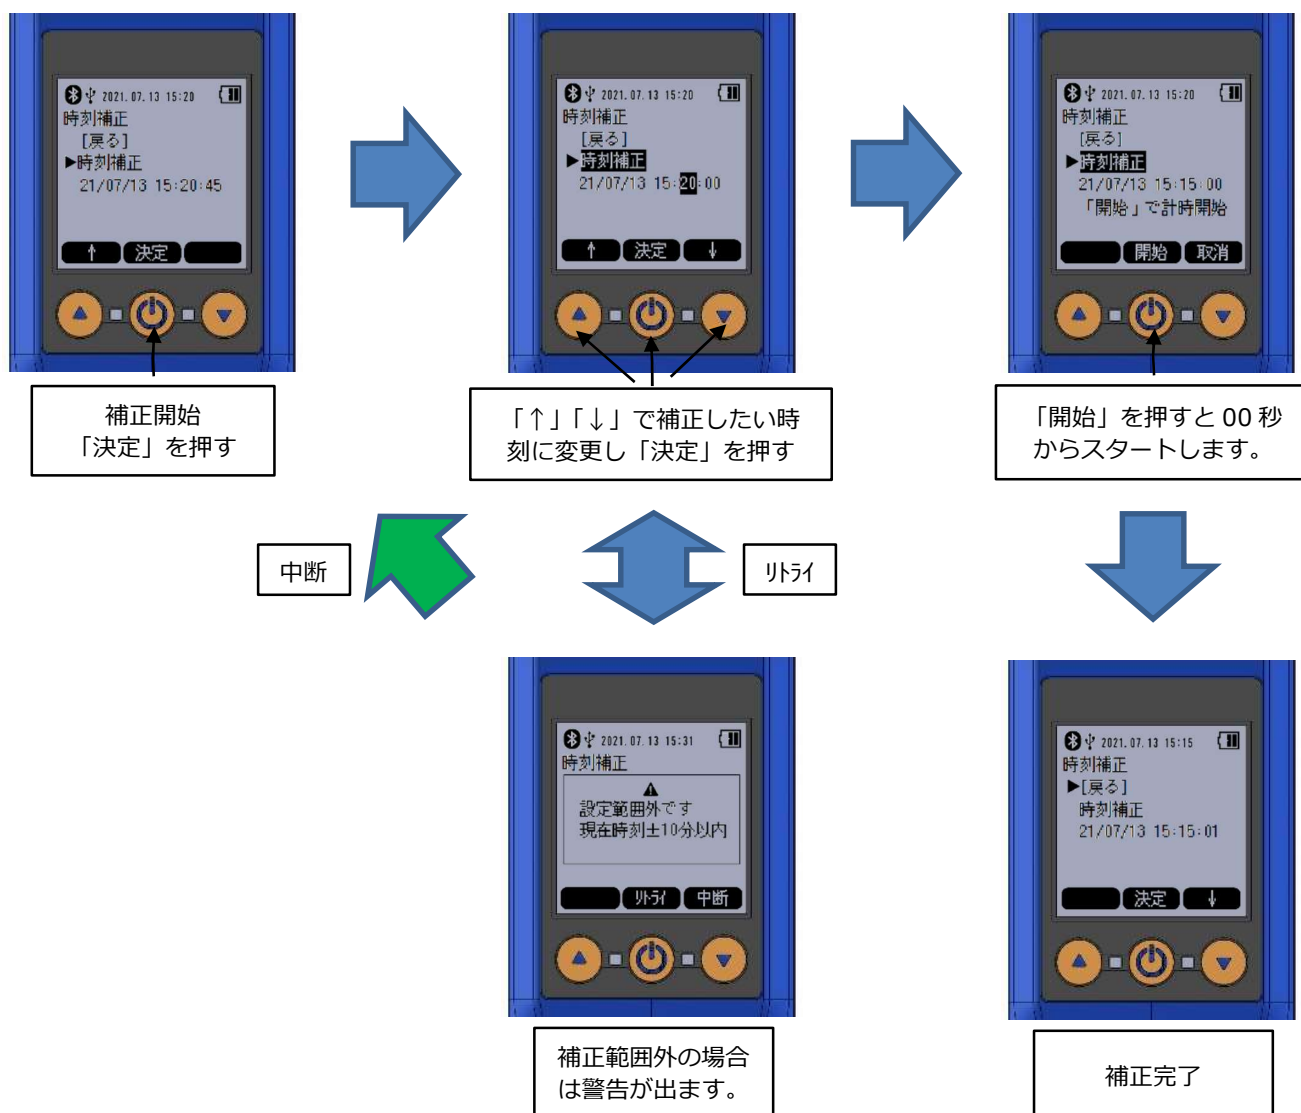 2021.07.13 15:20
時刻補正
[戻る]
▶時刻補正
21/07/13 15:20:45
↑ 決定
補正開始
「決定」を押す
2021.07.13 15:20
時刻補正
[戻る]
▶時刻補正
21/07/13 15:20:00
↑ 決定 ↓
「↑」「↓」で補正したい時
刻に変更し「決定」を押す
2021.07.13 15:20
時刻補正
[戻る]
▶時刻補正
21/07/13 15:15:00
「開始」で計時開始
開始 取消
「開始」を押すと 00 秒
からスタートします。
中断
ﾘﾄﾗｲ
2021.07.13 15:31
時刻補正
設定範囲外です
現在時刻±10分以内
ﾘﾄﾗｲ 中断
補正範囲外の場合
は警告が出ます。
2021.07.13 15:15
時刻補正
▶[戻る]
時刻補正
21/07/13 15:15:01
決定 ↓
補正完了